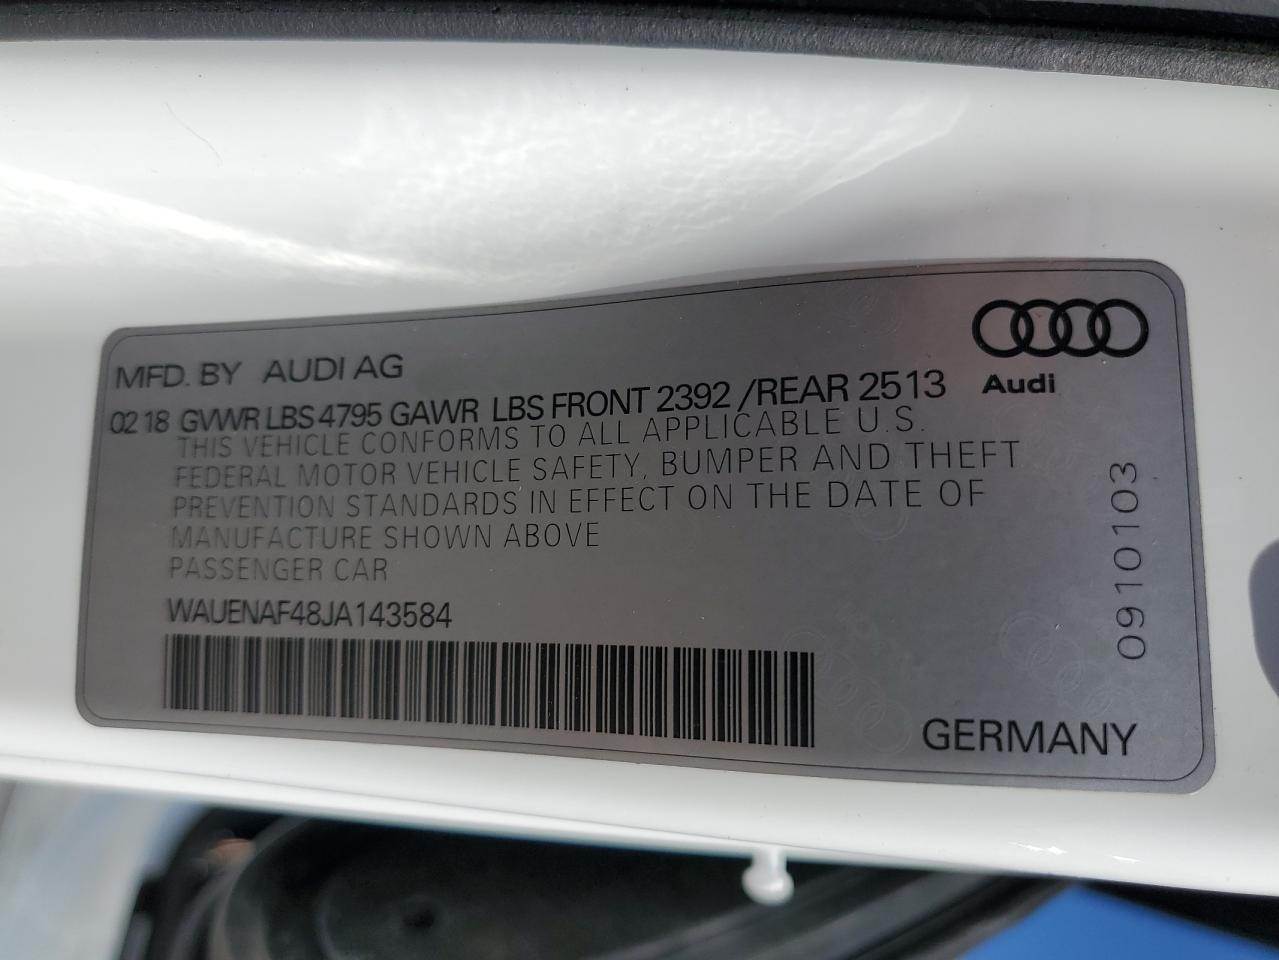 MFD. BY AUDI AG
Audi
02 18 GVWR LBS 4795 GAWR LBS FRONT 2392 /REAR 2513
THIS VEHICLE CONFORMS TO ALL APPLICABLE U.S.
FEDERAL MOTOR VEHICLE SAFETY, BUMPER AND THEFT
PREVENTION STANDARDS IN EFFECT ON THE DATE OF
MANUFACTURE SHOWN ABOVE
PASSENGER CAR
WAUENAF48JA143584
0910103
GERMANY